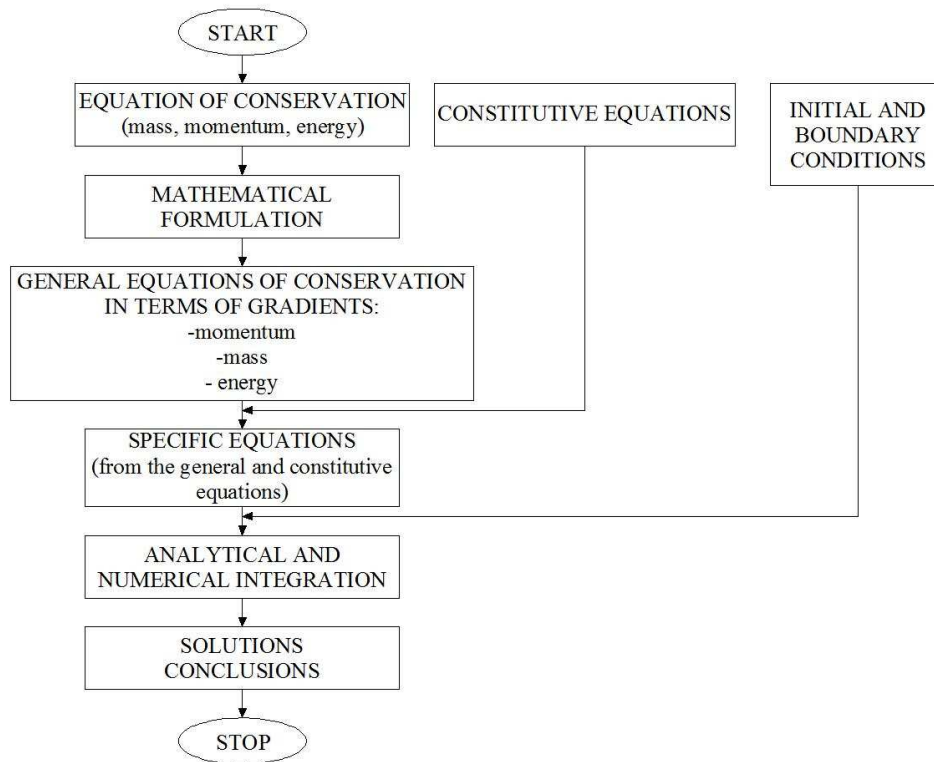 START
EQUATION OF CONSERVATION
(mass, momentum, energy)
CONSTITUTIVE EQUATIONS
INITIAL AND
BOUNDARY
CONDITIONS
MATHEMATICAL
FORMULATION
GENERAL EQUATIONS OF CONSERVATION
IN TERMS OF GRADIENTS:
-momentum
-mass
- energy
SPECIFIC EQUATIONS
(from the general and constitutive
equations)
ANALYTICAL AND
NUMERICAL INTEGRATION
SOLUTIONS
CONCLUSIONS
STOP